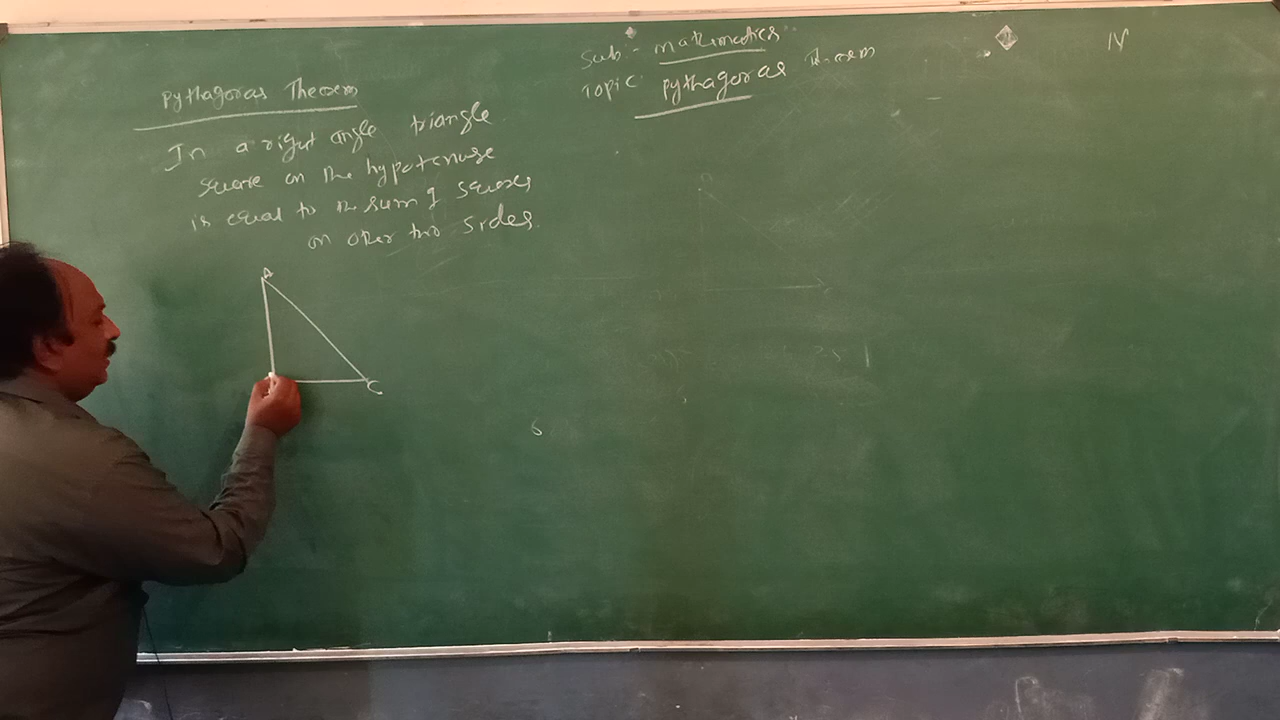 Sub:- mathematics
Topic: Pythagoras Theorem
IV
Pythagoras Theorem
In a right angle triangle
square on the hypotenuse
is equal to the sum of squares
on other two sides.
A
C